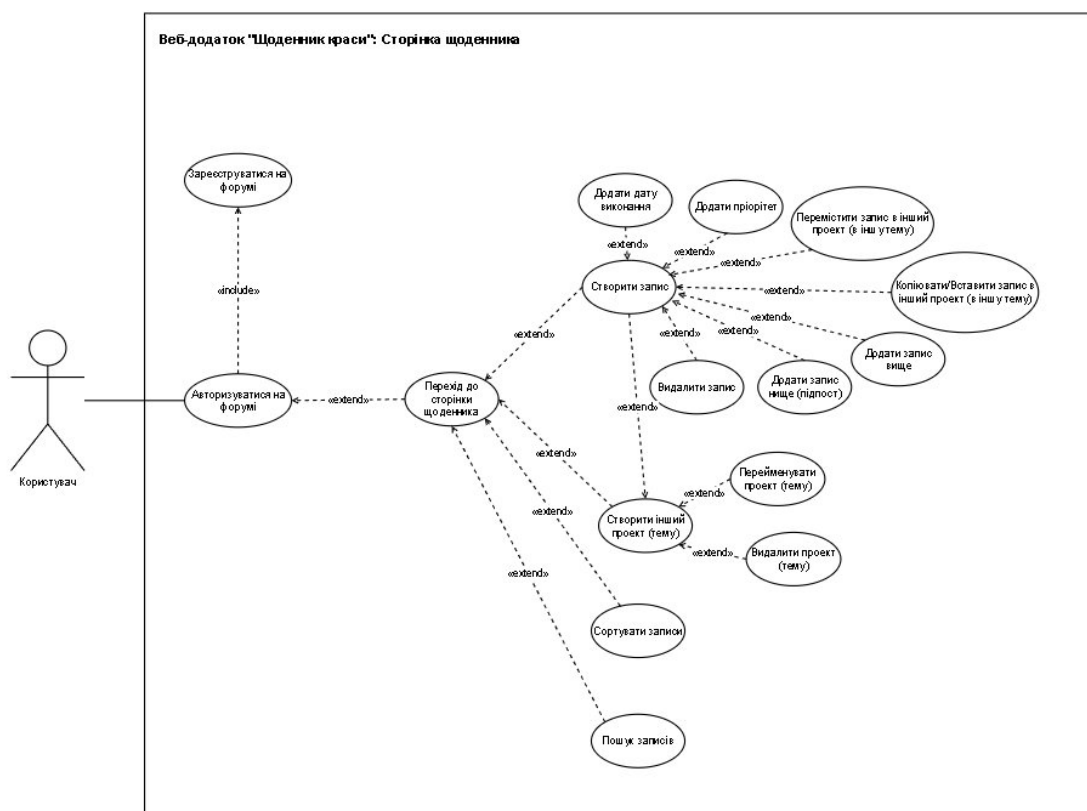 Веб-додаток "Щоденник краси": Сторінка щоденника
Зареєструватися на
форумі
«include»
Авторизуватися на
форумі
Користувач
«extend»
Перехід до
сторінки
щоденника
«extend»
«extend»
«extend»
«extend»
Додати дату
виконання
«extend»
Додати пріорітет
«extend»
Перемістити запис в інший
проект (в іншу тему)
«extend»
Створити запис
Копіювати/Вставити запис в
інший проект (в іншу тему)
«extend»
Додати запис
вище
«extend»
Додати запис
нище (підпост)
«extend»
Видалити запис
«extend»
«extend»
Створити інший
проект (тему)
Перейменувати
проект (тему)
«extend»
Видалити проект
(тему)
«extend»
Сортувати записи
Пошук записів